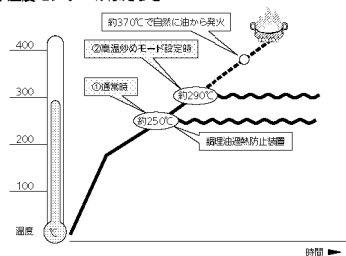 約370℃で自然に油から発火
②高温炒めモード設定時
400
①通常時
300
約290℃
200
約250℃
調理油過熱防止装置
100
温度
℃
時間